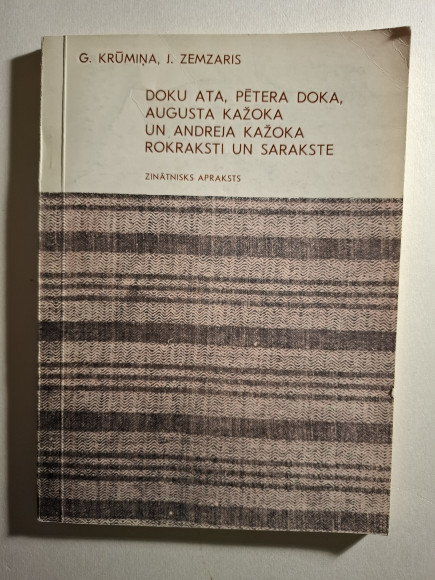 G. KRŪMIŅA, J. ZEMZARIS
DOKU ATA, PĒTERA DOKA,
AUGUSTA KAŽOKA
UN ANDREJA KAŽOKA
ROKRAKSTI UN SARAKSTE
ZINĀTNISKS APRAKSTS